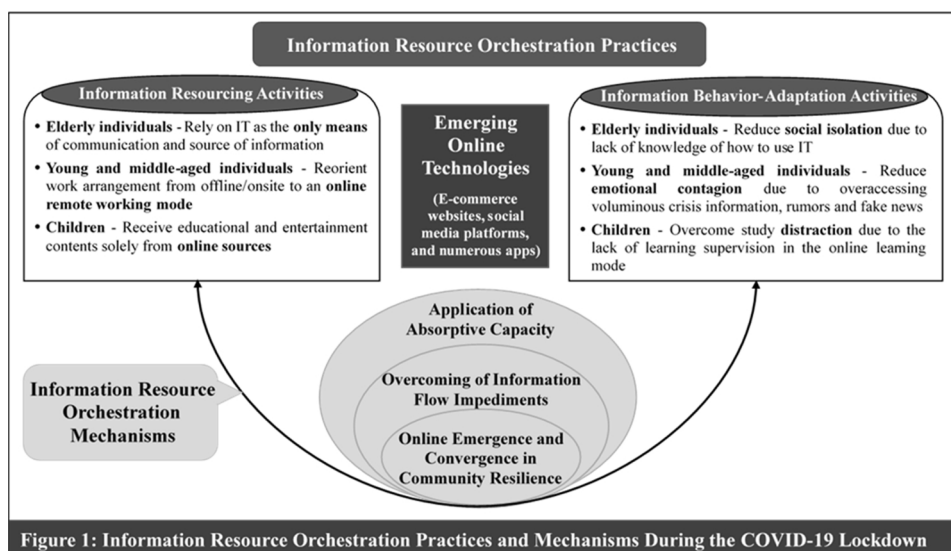 Information Resource Orchestration Practices
Information Resourcing Activities
• Elderly individuals - Rely on IT as the only means
of communication and source of information
• Young and middle-aged individuals - Reorient
work arrangement from offline/onsite to an online
remote working mode
• Children - Receive educational and entertainment
contents solely from online sources
Emerging
Online
Technologies
(E-commerce
websites, social
media platforms,
and numerous apps)
Information Behavior-Adaptation Activities
• Elderly individuals - Reduce social isolation due to
lack of knowledge of how to use IT
• Young and middle-aged individuals - Reduce
emotional contagion due to overaccessing
voluminous crisis information, rumors and fake news
• Children - Overcome study distraction due to the
lack of learning supervision in the online learning
mode
Application of
Absorptive Capacity
Overcoming of Information
Flow Impediments
Online Emergence and
Convergence in
Community Resilience
Information Resource
Orchestration
Mechanisms
Figure 1: Information Resource Orchestration Practices and Mechanisms During the COVID-19 Lockdown